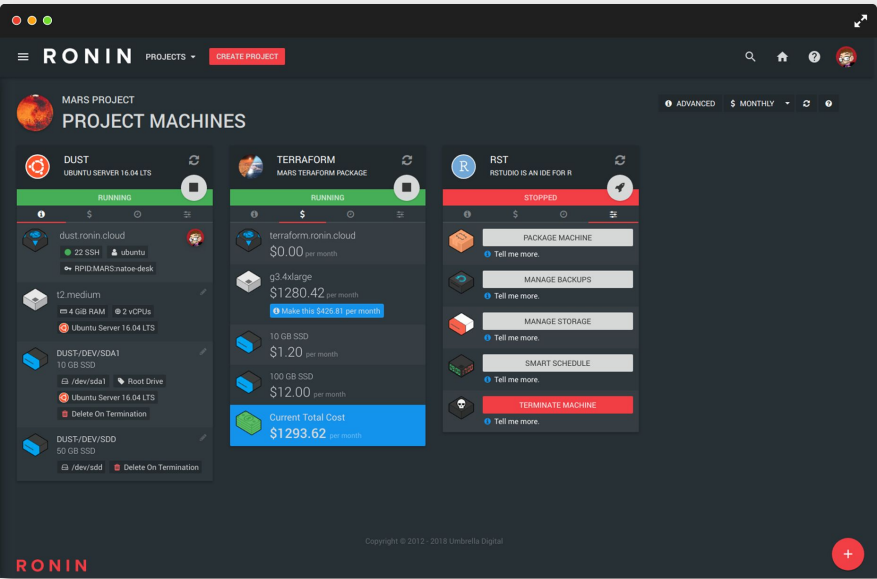 RONIN
PROJECTS
CREATE PROJECT
MARS PROJECT
PROJECT MACHINES
ADVANCED
$ MONTHLY
DUST
UBUNTU SERVER 16.04 LTS
RUNNING
$
dust.ronin.cloud
22 SSH
ubuntu
RPID:MARS:natoe-desk
t2.medium
4 GiB RAM
2 vCPUs
Ubuntu Server 16.04 LTS
DUST-/DEV/SDA1
10 GB SSD
/dev/sda1
Root Drive
Ubuntu Server 16.04 LTS
Delete On Termination
DUST-/DEV/SDD
50 GB SSD
/dev/sdd
Delete On Termination
TERRAFORM
MARS TERAFORM PACKAGE
RUNNING
$
terraform.ronin.cloud
$0.00 per month
g3.4xlarge
$1280.42 per month
Make this $426.81 per month
10 GB SSD
$1.20 per month
100 GB SSD
$12.00 per month
Current Total Cost
$1293.62 per month
R
RST
RSTUDIO IS AN IDE FOR R
STOPPED
$
PACKAGE MACHINE
Tell me more.
MANAGE BACKUPS
Tell me more.
MANAGE STORAGE
Tell me more.
SMART SCHEDULE
Tell me more.
TERMINATE MACHINE
Tell me more.
Copyright © 2012 - 2018 Umbrella Digital
RONIN